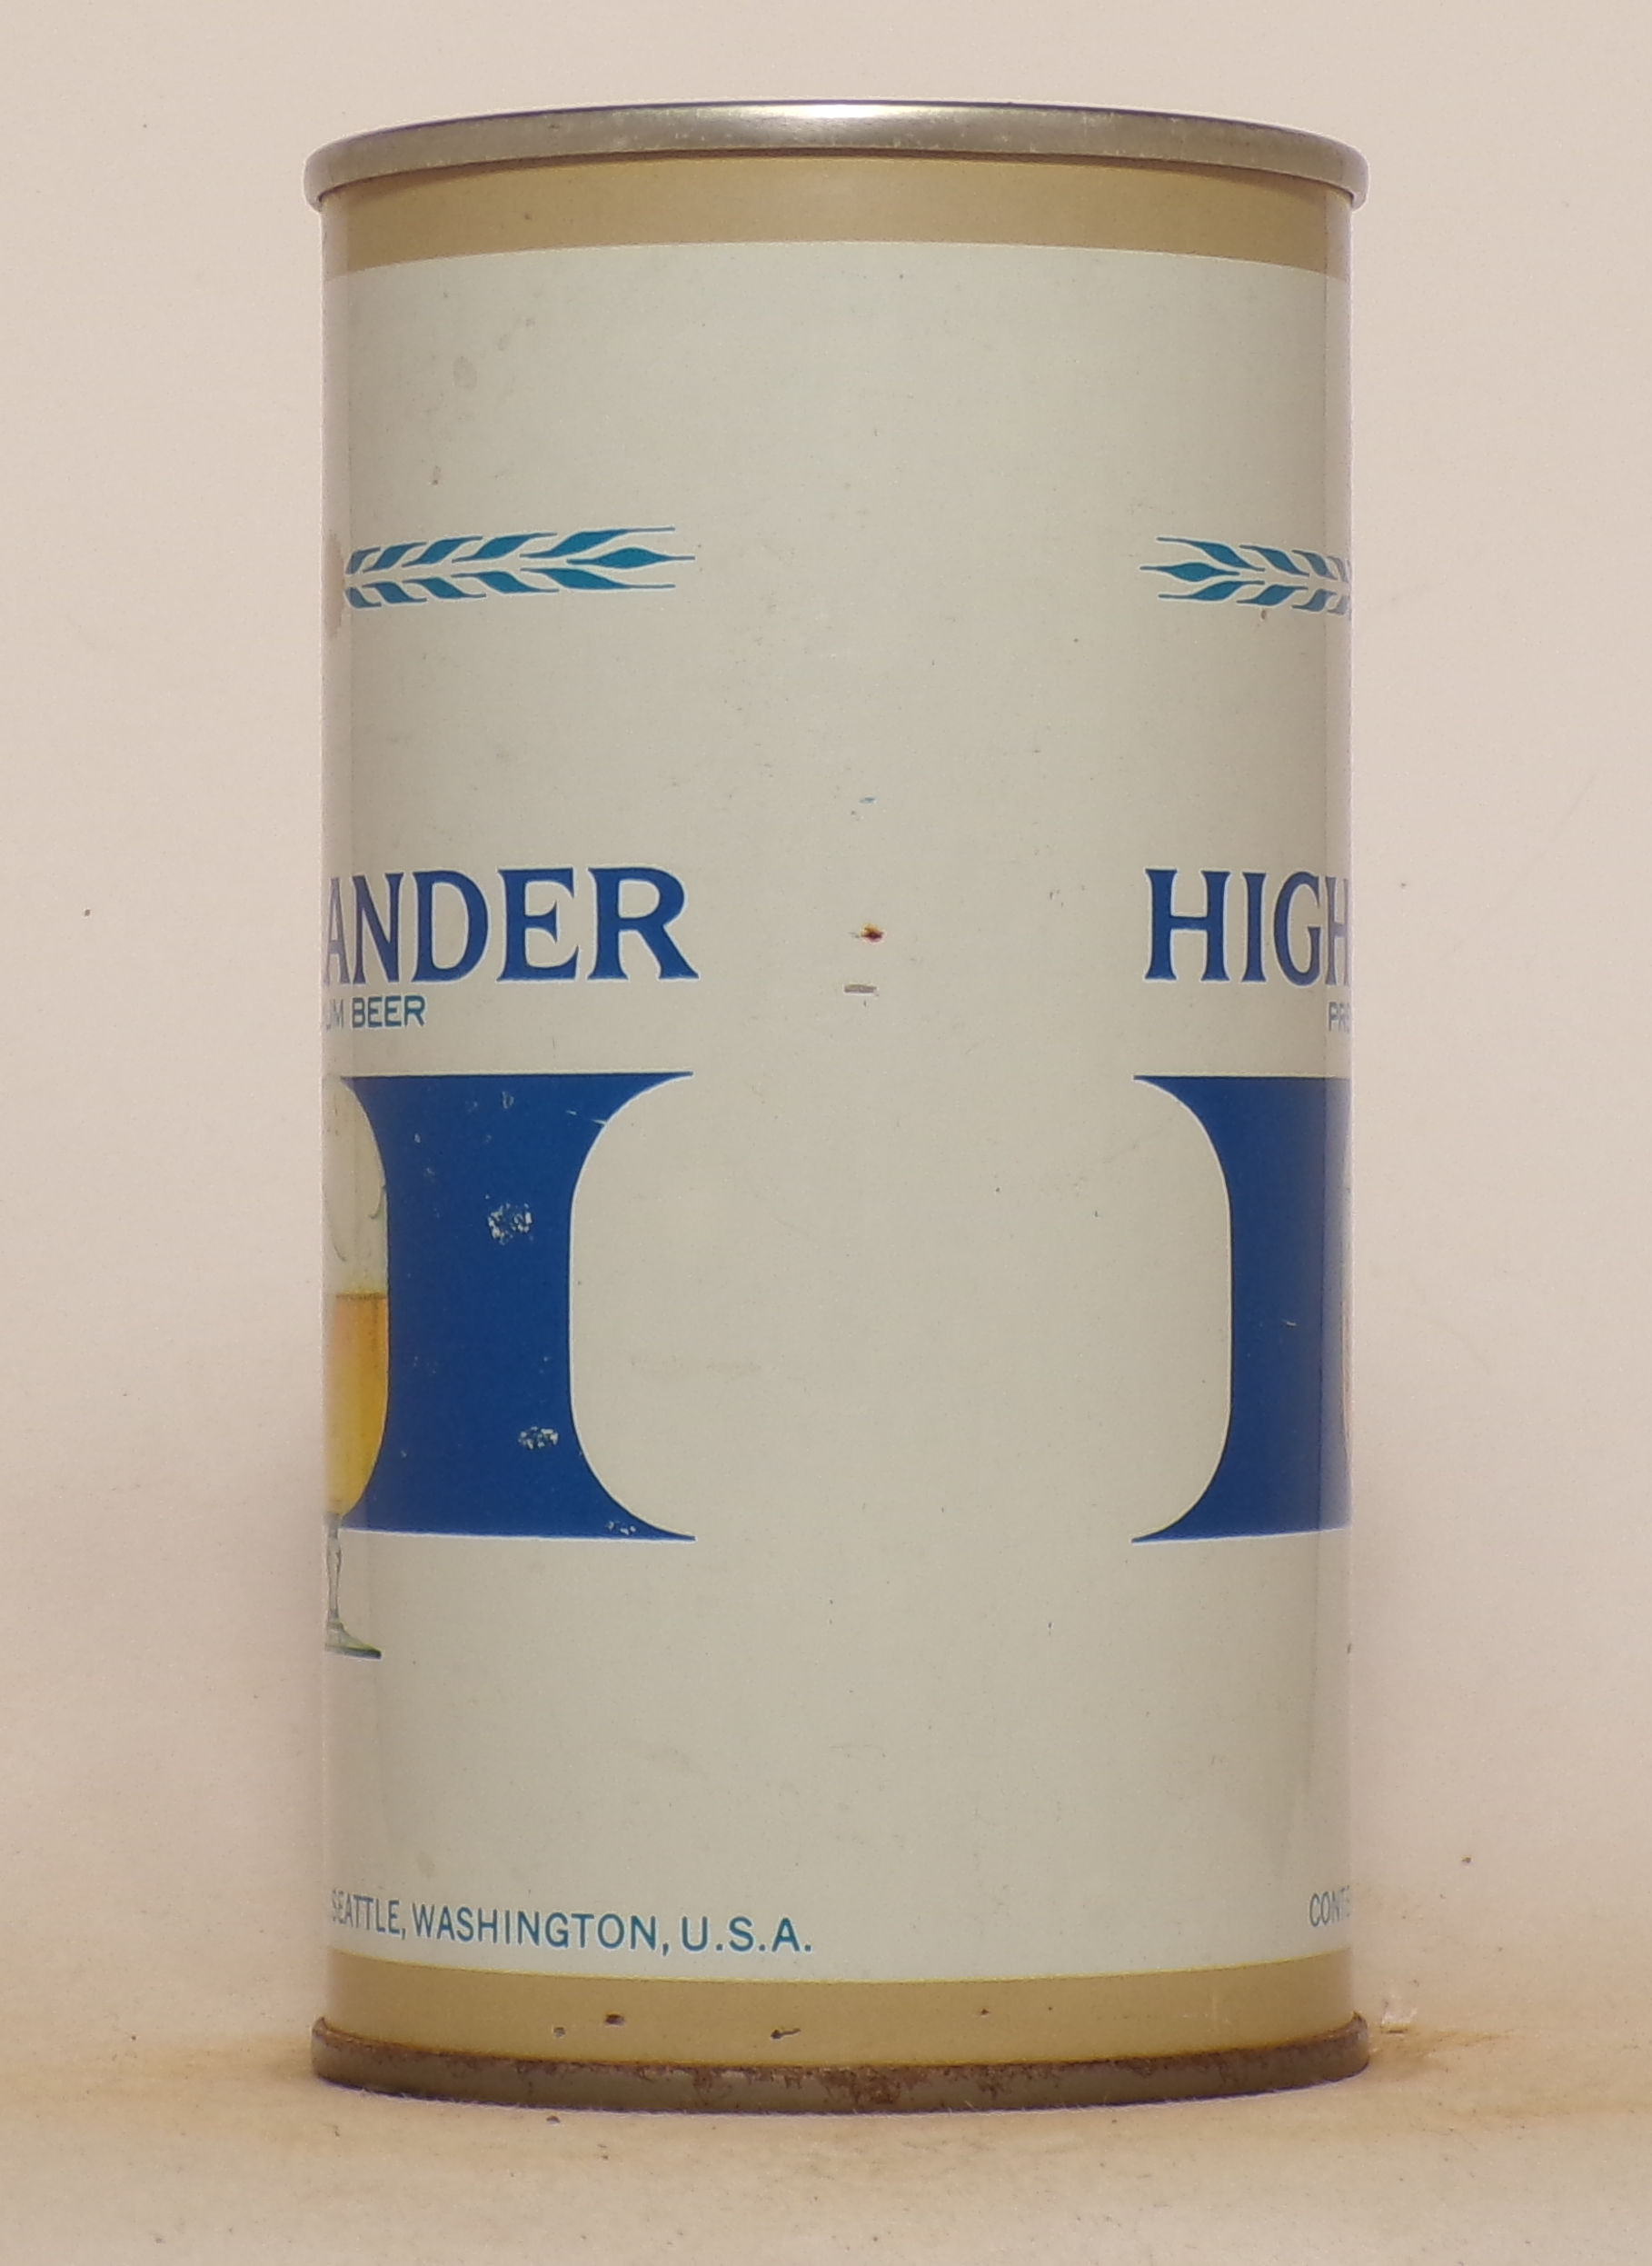 ANDER
HIGH
UM BEER
PR
SEATTLE, WASHINGTON, U.S.A.
CONT